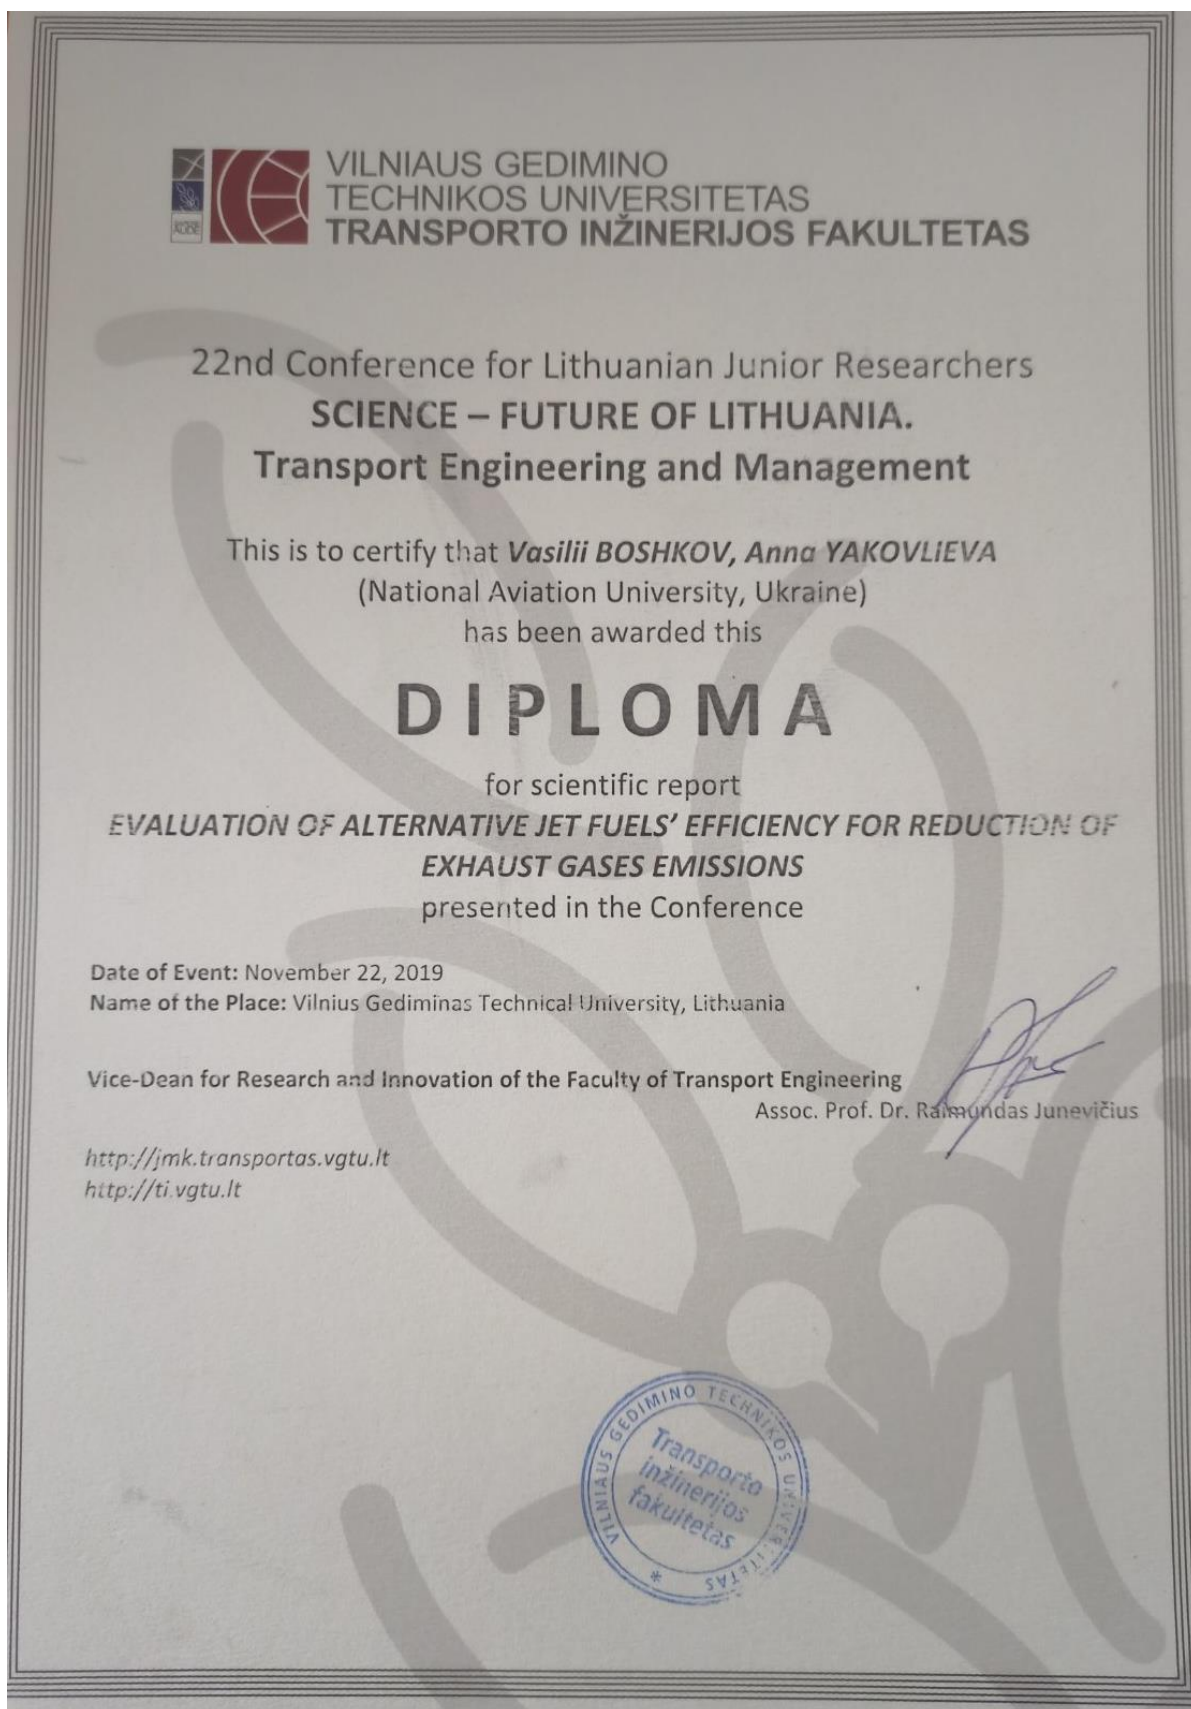 VILNIAUS GEDIMINO
TECHNIKOS UNIVERSITETAS
TRANSPORTO INŽINERIJOS FAKULTETAS
22nd Conference for Lithuanian Junior Researchers
SCIENCE – FUTURE OF LITHUANIA.
Transport Engineering and Management
This is to certify that Vasilii BOSHKOV, Anna YAKOVLIEVA
(National Aviation University, Ukraine)
has been awarded this
DIPLOMA
for scientific report
EVALUATION OF ALTERNATIVE JET FUELS’ EFFICIENCY FOR REDUCTION OF
EXHAUST GASES EMISSIONS
presented in the Conference
Date of Event: November 22, 2019
Name of the Place: Vilnius Gediminas Technical University, Lithuania
Vice-Dean for Research and Innovation of the Faculty of Transport Engineering
Assoc. Prof. Dr. Raimundas Junevičius
http://jmk.transportas.vgtu.lt
http://ti.vgtu.lt
VILNIAUS GEDIMINO TECHNIKOS UNIVERSITETAS *
Transporto
inžinerijos
fakultetas